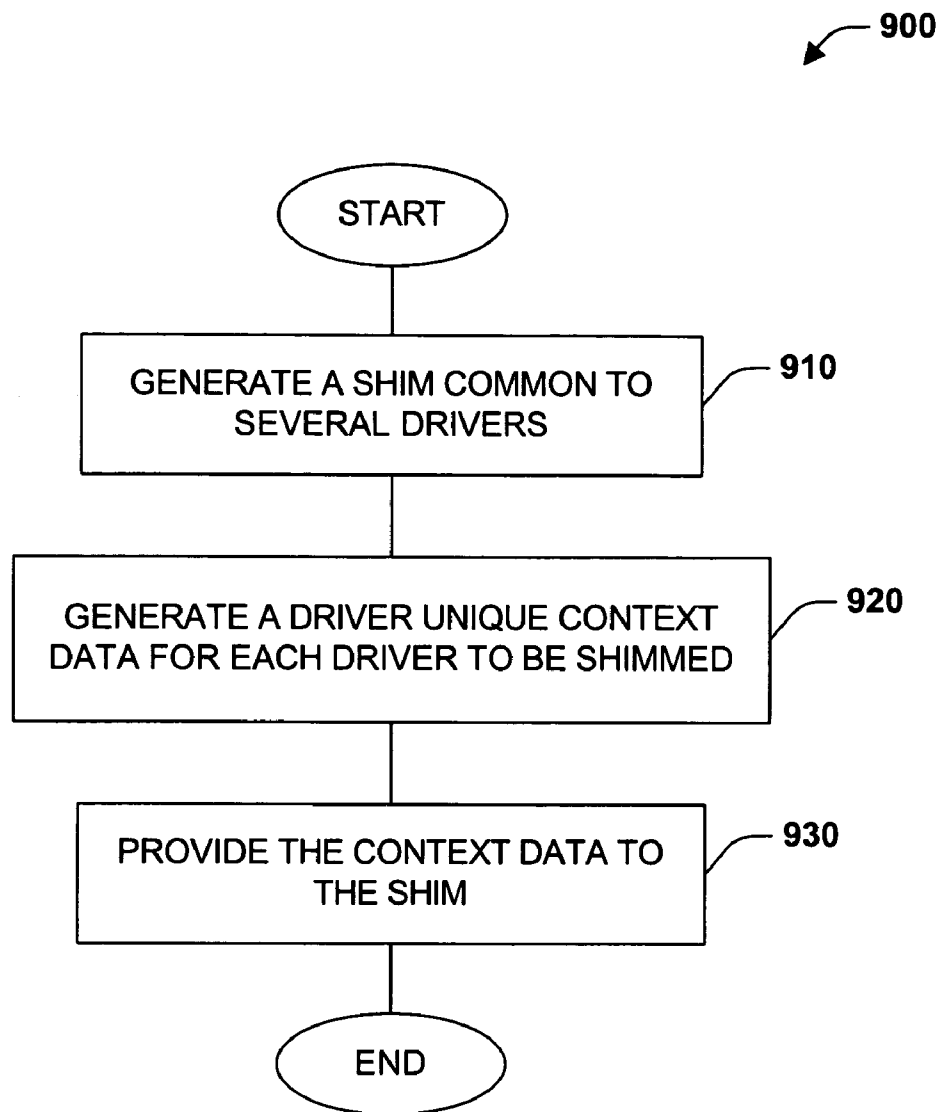 900
START
GENERATE A SHIM COMMON TO
SEVERAL DRIVERS
910
GENERATE A DRIVER UNIQUE CONTEXT
DATA FOR EACH DRIVER TO BE SHIMMED
920
PROVIDE THE CONTEXT DATA TO
THE SHIM
930
END